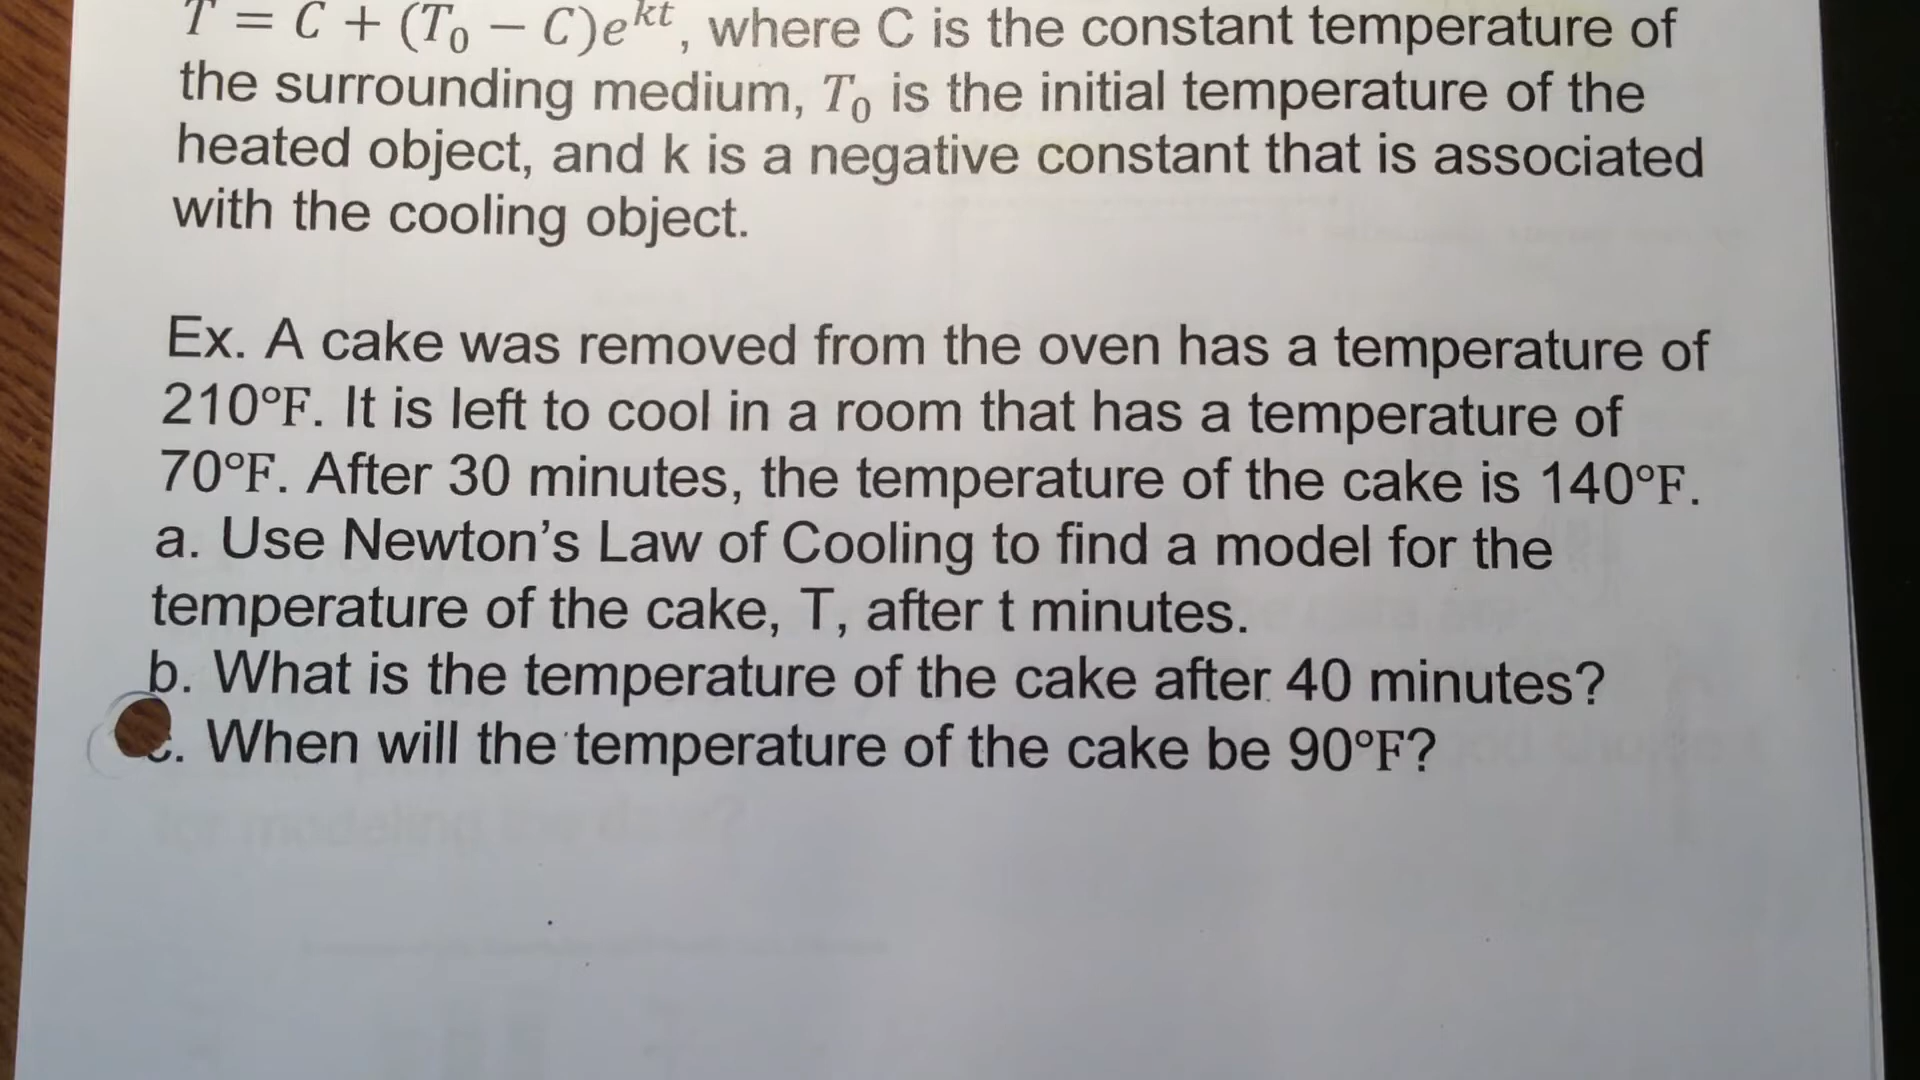 T = C + (T₀ − C)eᵏᵗ, where C is the constant temperature of
the surrounding medium, T₀ is the initial temperature of the
heated object, and k is a negative constant that is associated
with the cooling object.
Ex. A cake was removed from the oven has a temperature of
210°F. It is left to cool in a room that has a temperature of
70°F. After 30 minutes, the temperature of the cake is 140°F.
a. Use Newton's Law of Cooling to find a model for the
temperature of the cake, T, after t minutes.
b. What is the temperature of the cake after 40 minutes?
c. When will the temperature of the cake be 90°F?